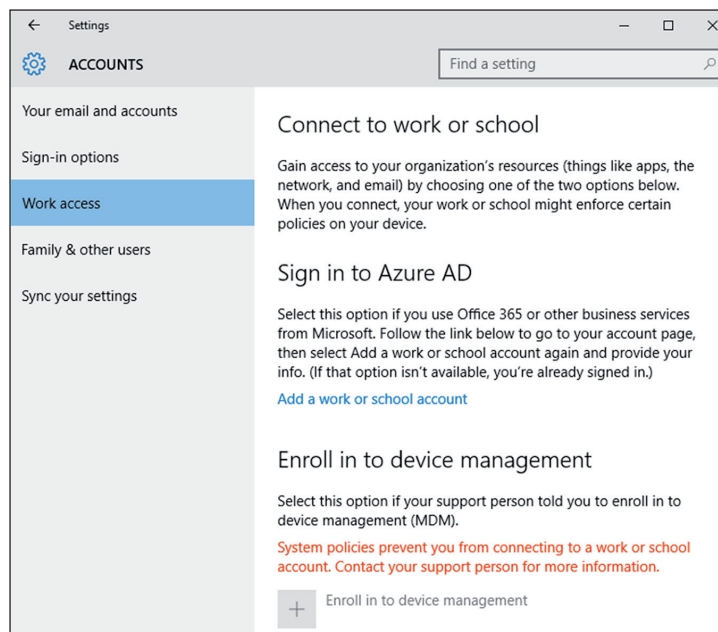 Settings
ACCOUNTS
Find a setting
Your email and accounts
Sign-in options
Work access
Family & other users
Sync your settings
Connect to work or school
Gain access to your organization's resources (things like apps, the
network, and email) by choosing one of the two options below.
When you connect, your work or school might enforce certain
policies on your device.
Sign in to Azure AD
Select this option if you use Office 365 or other business services
from Microsoft. Follow the link below to go to your account page,
then select Add a work or school account again and provide your
info. (If that option isn't available, you're already signed in.)
Add a work or school account
Enroll in to device management
Select this option if your support person told you to enroll in to
device management (MDM).
System policies prevent you from connecting to a work or school
account. Contact your support person for more information.
Enroll in to device management